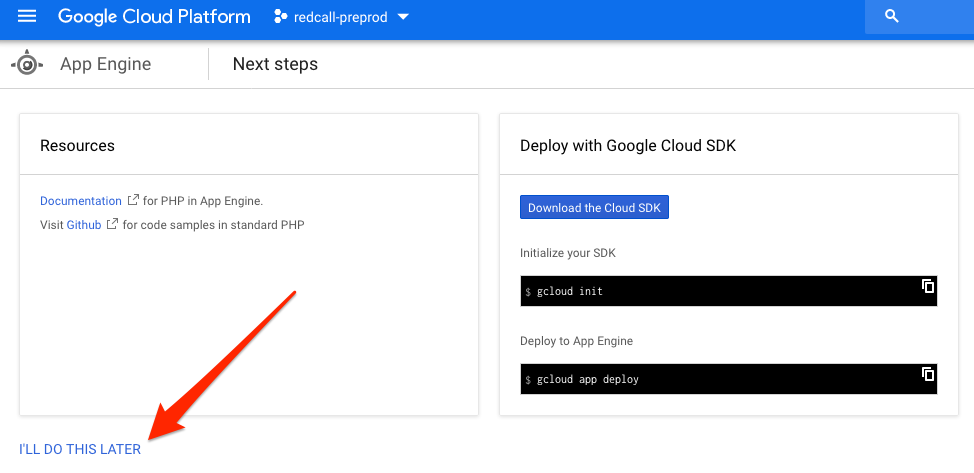 Google Cloud Platform
redcall-preprod
App Engine
Next steps
Resources
Documentation for PHP in App Engine.
Visit Github for code samples in standard PHP
Deploy with Google Cloud SDK
Download the Cloud SDK
Initialize your SDK
$ gcloud init
Deploy to App Engine
$ gcloud app deploy
I'LL DO THIS LATER